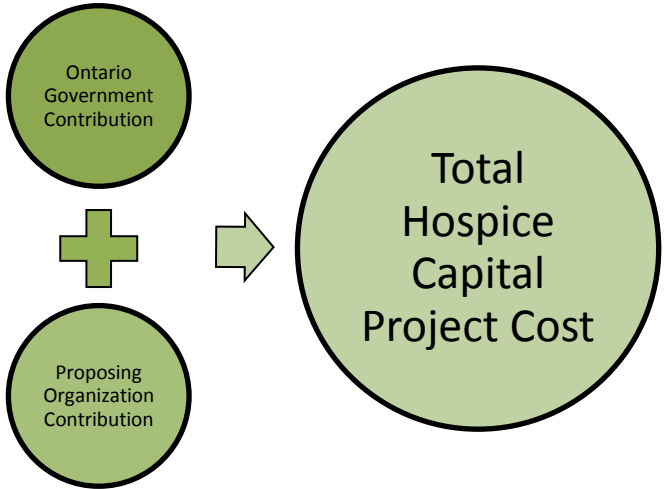 Ontario
Government
Contribution
Proposing
Organization
Contribution
Total
Hospice
Capital
Project Cost